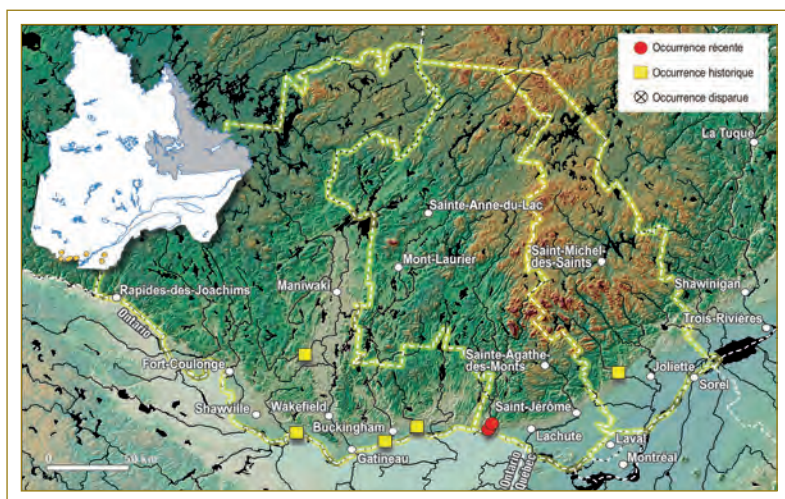 Occurrence récente
Occurrence historique
Occurrence disparue
La Tuque
Sainte-Anne-du-Lac
Saint-Michel-
des-Saints
Mont-Laurier
Maniwaki
Rapides-des-Joachims
Shawinigan
Trois-Rivières
Ontario
Fort-Coulonge
Sainte-Agathe-
des-Monts
Joliette
Sorel
Shawville
Wakefield
Saint-Jérôme
Buckingham
Lachute
Laval
Gatineau
Montréal
0 50 km
Ontario
Québec